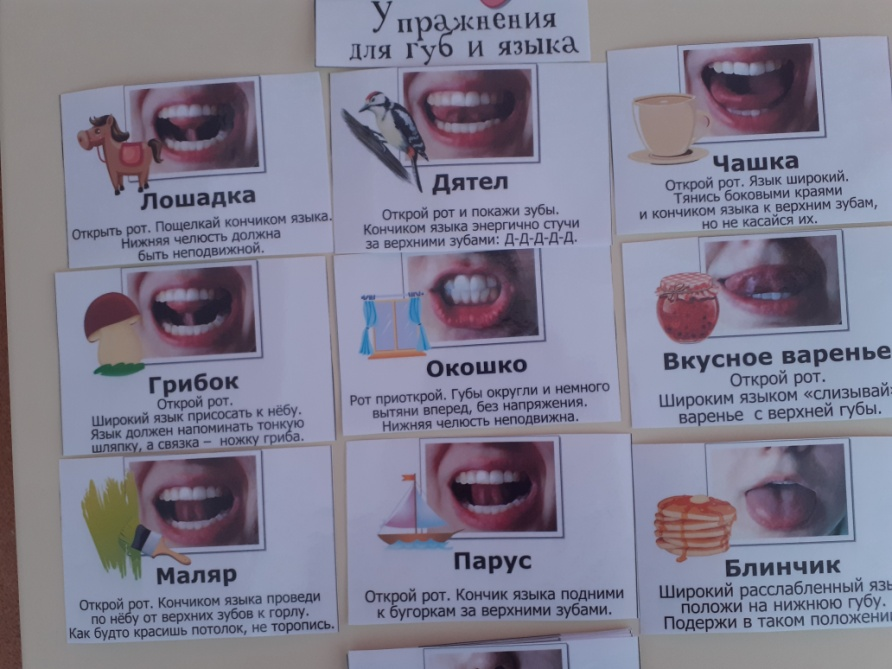 Упражнения
для губ и языка
Лошадка
Открыть рот. Пощелкай кончиком языка.
Нижняя челюсть должна
быть неподвижной.
Дятел
Открой рот и покажи зубы.
Кончиком языка энергично стучи
за верхними зубами: Д-Д-Д-Д-Д.
Чашка
Открой рот. Язык широкий.
Тянись боковыми краями
и кончиком языка к верхним зубам,
но не касайся их.
Грибок
Открой рот.
Широкий язык присосать к нёбу.
Язык должен напоминать тонкую
шляпку, а связка – ножку гриба.
Окошко
Рот приоткрой. Губы округли и немного
вытяни вперед, без напряжения.
Нижняя челюсть неподвижна.
Вкусное варенье
Открой рот.
Широким языком «слизывай»
варенье с верхней губы.
Маляр
Открой рот. Кончиком языка проведи
по нёбу от верхних зубов к горлу.
Как будто красишь потолок, не торопись.
Парус
Открой рот. Кончик языка подними
к бугоркам за верхними зубами.
Блинчик
Широкий расслабленный язы
положи на нижнюю губу.
Подержи в таком положени